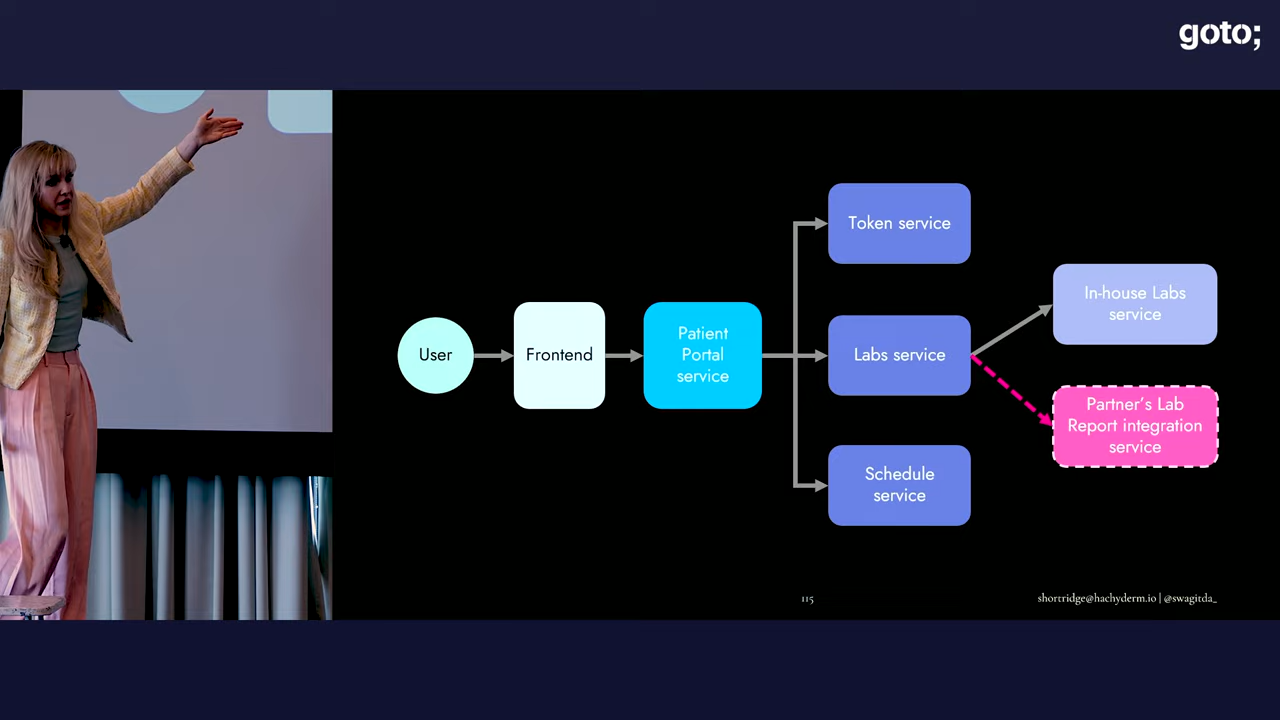 goto;
Token service
In-house Labs
service
User
Frontend
Patient
Portal
service
Labs service
Partner's Lab
Report integration
service
Schedule
service
115
shortridge@hachyderm.io | @swagitda_